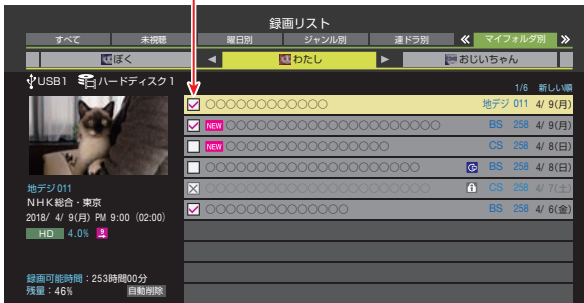 録画リスト
すべて 未視聴 曜日別 ジャンル別 連ドラ別 マイフォルダ別
ぼく わたし おじいちゃん
USB1 ハードディスク1
1/6 新しい順
○○○○○○○○○○○○ 地デジ 011 4/ 9(月)
NEW ○○○○○○○○○○○○○○○○○○○○○ BS 258 4/ 9(月)
NEW ○○○○○○○○○○○○○○○○ CS 258 4/ 8(日)
○○○○○○○○○○○○○○○○○○○○○ BS 258 4/ 8(日)
○○○○○○○○○○○○○○○○○○○○○○ CS 258 4/ 7(土)
○○○○○○○○○○○○○○ BS 258 4/ 6(金)
地デジ011
NHK総合・東京
2018/ 4/ 9(月) PM 9:00 (02:00)
HD 4.0% 9
録画可能時間：253時間00分
残量：46% 自動削除